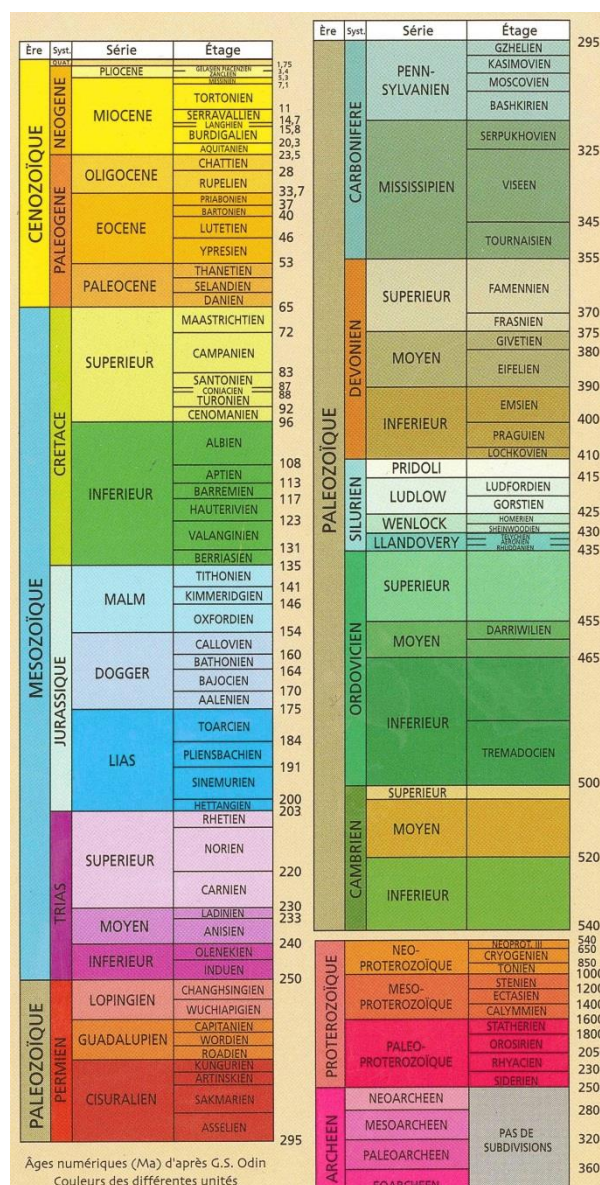 Ère Syst. Série Étage
CENOZOÏQUE
QUAT.
NEOGENE
PLIOCENE
GELASIEN PIACENZIEN
ZANCLEEN
MESSINIEN
1,75
3,4
5,3
7,1
MIOCENE
TORTONIEN
11
SERRAVALLIEN
14,7
LANGHIEN
15,8
BURDIGALIEN
20,3
AQUITANIEN
23,5
PALEOGENE
OLIGOCENE
CHATTIEN
28
RUPELIEN
33,7
EOCENE
PRIABONIEN
37
BARTONIEN
40
LUTETIEN
46
YPRESIEN
53
PALEOCENE
THANETIEN
SELANDIEN
DANIEN
65
MESOZOÏQUE
CRETACE
SUPERIEUR
MAASTRICHTIEN
72
CAMPANIEN
83
SANTONIEN
87
CONIACIEN
88
TURONIEN
92
CENOMANIEN
96
INFERIEUR
ALBIEN
108
APTIEN
113
BARREMIEN
117
HAUTERIVIEN
123
VALANGINIEN
131
BERRIASIEN
135
JURASSIQUE
MALM
TITHONIEN
141
KIMMERIDGIEN
146
OXFORDIEN
154
DOGGER
CALLOVIEN
160
BATHONIEN
164
BAJOCIEN
170
AALENIEN
175
LIAS
TOARCIEN
184
PLIENSBACHIEN
191
SINEMURIEN
200
HETTANGIEN
203
TRIAS
SUPERIEUR
RHETIEN
NORIEN
220
CARNIEN
230
MOYEN
LADINIEN
233
ANISIEN
240
INFERIEUR
OLENEKIEN
INDUEN
250
PALEOZOÏQUE
PERMIEN
LOPINGIEN
CHANGHSINGIEN
WUCHIAPIGIEN
GUADALUPIEN
CAPITANIEN
WORDIEN
ROADIEN
CISURALIEN
KUNGURIEN
ARTINSKIEN
SAKMARIEN
ASSELIEN
295
Âges numériques (Ma) d'après G.S. Odin
Couleurs des différentes unités
Ère Syst. Série Étage
295
PALEOZOÏQUE
CARBONIFERE
PENN-
SYLVANIEN
GZHELIEN
KASIMOVIEN
MOSCOVIEN
BASHKIRIEN
MISSISSIPIEN
SERPUKHOVIEN
325
VISEEN
345
TOURNAISIEN
355
DEVONIEN
SUPERIEUR
FAMENNIEN
370
FRASNIEN
375
MOYEN
GIVETIEN
380
EIFELIEN
390
INFERIEUR
EMSIEN
400
PRAGUIEN
LOCHKOVIEN
410
SILURIEN
PRIDOLI
415
LUDLOW
LUDFORDIEN
GORSTIEN
425
WENLOCK
HOMERIEN
SHEINWOODIEN
430
LLANDOVERY
TELYCHIEN
AERONIEN
RHUDDANIEN
435
ORDOVICIEN
SUPERIEUR
455
MOYEN
DARRIWILIEN
465
INFERIEUR
TREMADOCIEN
500
CAMBRIEN
SUPERIEUR
MOYEN
520
INFERIEUR
540
PROTEROZOÏQUE
NEO-
PROTEROZOÏQUE
540
NEOPROT. III
650
CRYOGENIEN
850
TONIEN
1000
MESO-
PROTEROZOÏQUE
STENIEN
1200
ECTASIEN
1400
CALYMMIEN
1600
PALEO-
PROTEROZOÏQUE
STATHERIEN
1800
OROSIRIEN
205
RHYACIEN
230
SIDERIEN
250
ARCHEEN
NEOARCHEEN
280
MESOARCHEEN
320
PALEOARCHEEN
360
EOARCHEEN
PAS DE
SUBDIVISIONS